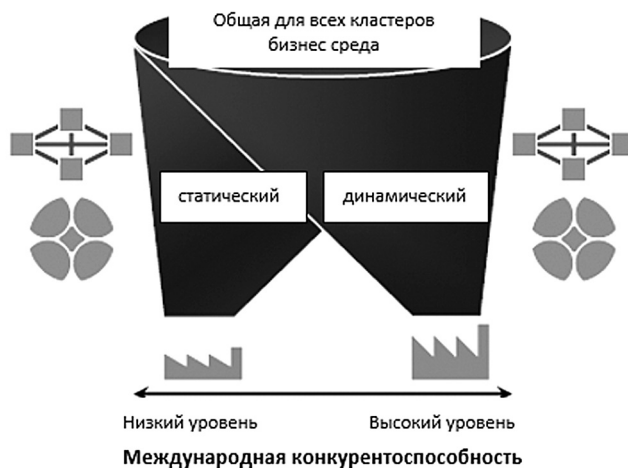 Общая для всех кластеров
бизнес среда
статический
динамический
Низкий уровень
Высокий уровень
Международная конкурентоспособность